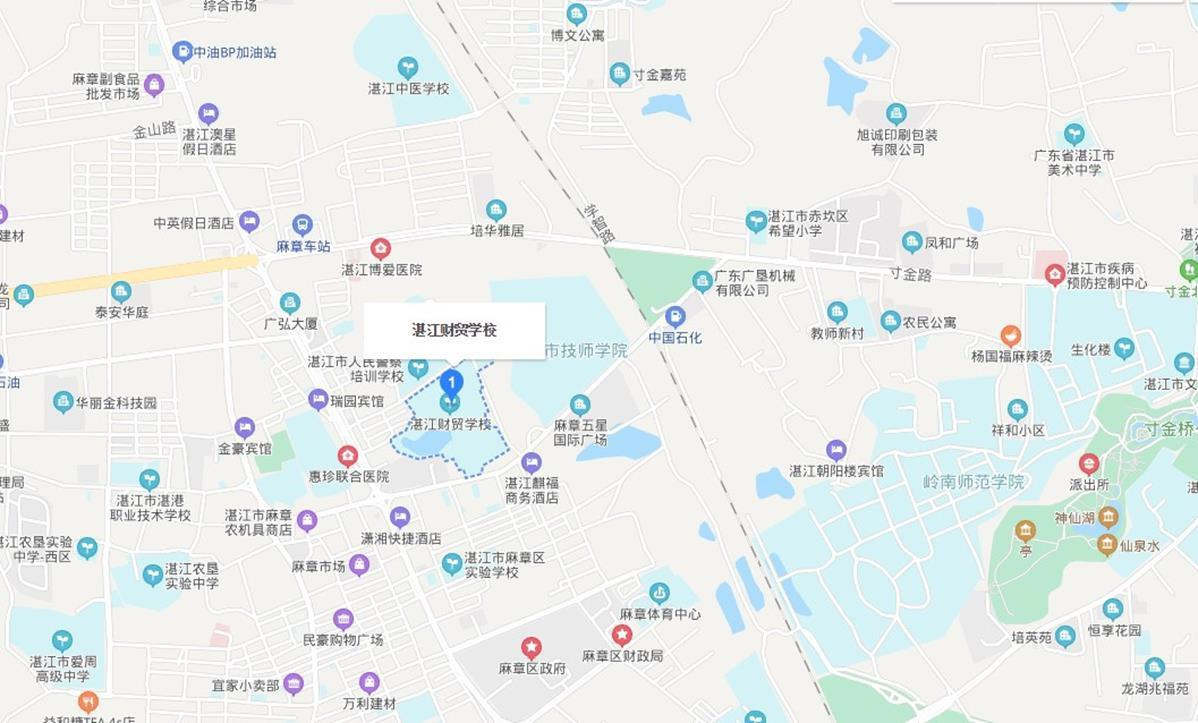 综合市场
中油BP加油站
麻章副食品
批发市场
金山路
湛江澳星
假日酒店
湛江中医学校
博文公寓
寸金嘉苑
旭诚印刷包装
有限公司
广东省湛江市
美术中学
中英假日酒店
麻章车站
建材
湛江博爱医院
培华雅居
学智路
湛江市赤坎区
希望小学
凤和广场
寸金路
湛江市疾病
预防控制中心
泰安华庭
广弘大厦
湛江财贸学校
广东广垦机械
有限公司
中国石化
教师新村
农民公寓
杨国福麻辣烫
生化楼
市技师学院
湛江市人民警察
培训学校
1
湛江财贸学校
石油
华丽金科技园
瑞园宾馆
金豪宾馆
惠珍联合医院
麻章五星
国际广场
湛江麒福
商务酒店
湛江市文
祥和小区
寸金桥
湛江朝阳楼宾馆
岭南师范学院
派出所
神仙湖
亭
仙泉水
湛江市湛港
职业技术学校
湛江市麻章
农机具商店
潇湘快捷酒店
江农垦实验
中学-西区
湛江农垦
实验中学
麻章市场
湛江市麻章区
实验学校
麻章体育中心
民豪购物广场
麻章区政府
麻章区财政局
湛江市爱周
高级中学
宜家小卖部
万利建材
培英苑
恒享花园
龙湖兆福苑